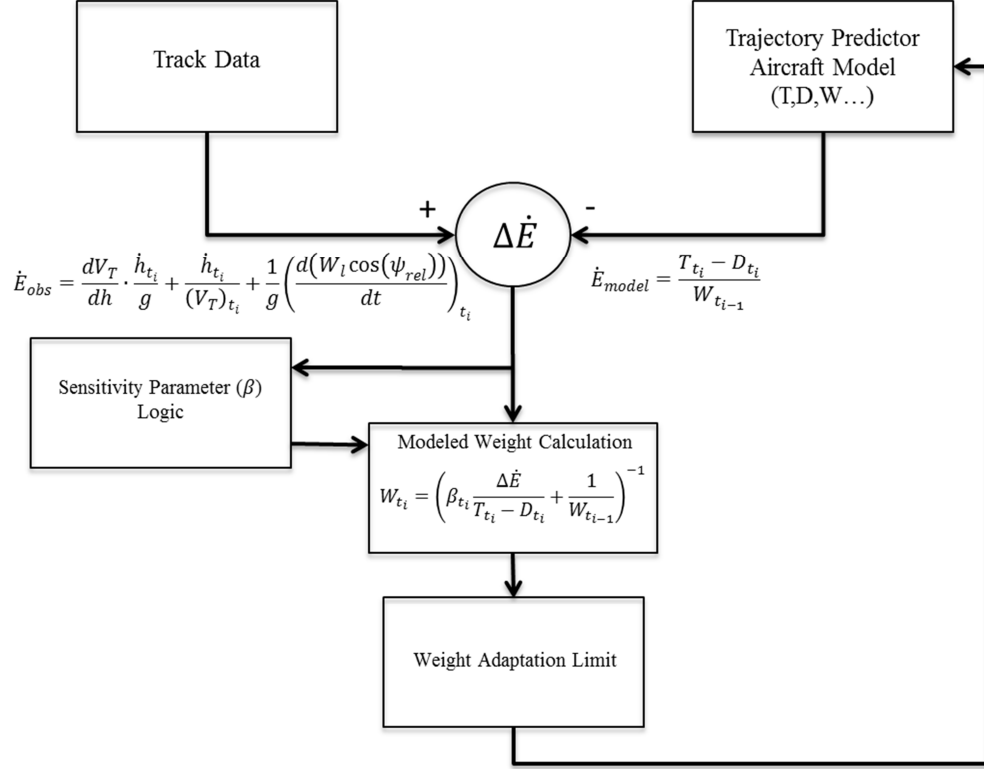 Track Data
Trajectory Predictor
Aircraft Model
(T,D,W…)
+
-
ΔĖ
Ė_obs = dV_T/dh · ḣ_{t_i}/g + ḣ_{t_i}/(V_T)_{t_i} + 1/g (d(W_l cos(ψ_rel))/dt)_{t_i}
Ė_model = (T_{t_i} − D_{t_i})/W_{t_{i−1}}
Sensitivity Parameter (β)
Logic
Modeled Weight Calculation
W_{t_i} = (β_{t_i} ΔĖ/(T_{t_i} − D_{t_i}) + 1/W_{t_{i−1}})^{−1}
Weight Adaptation Limit